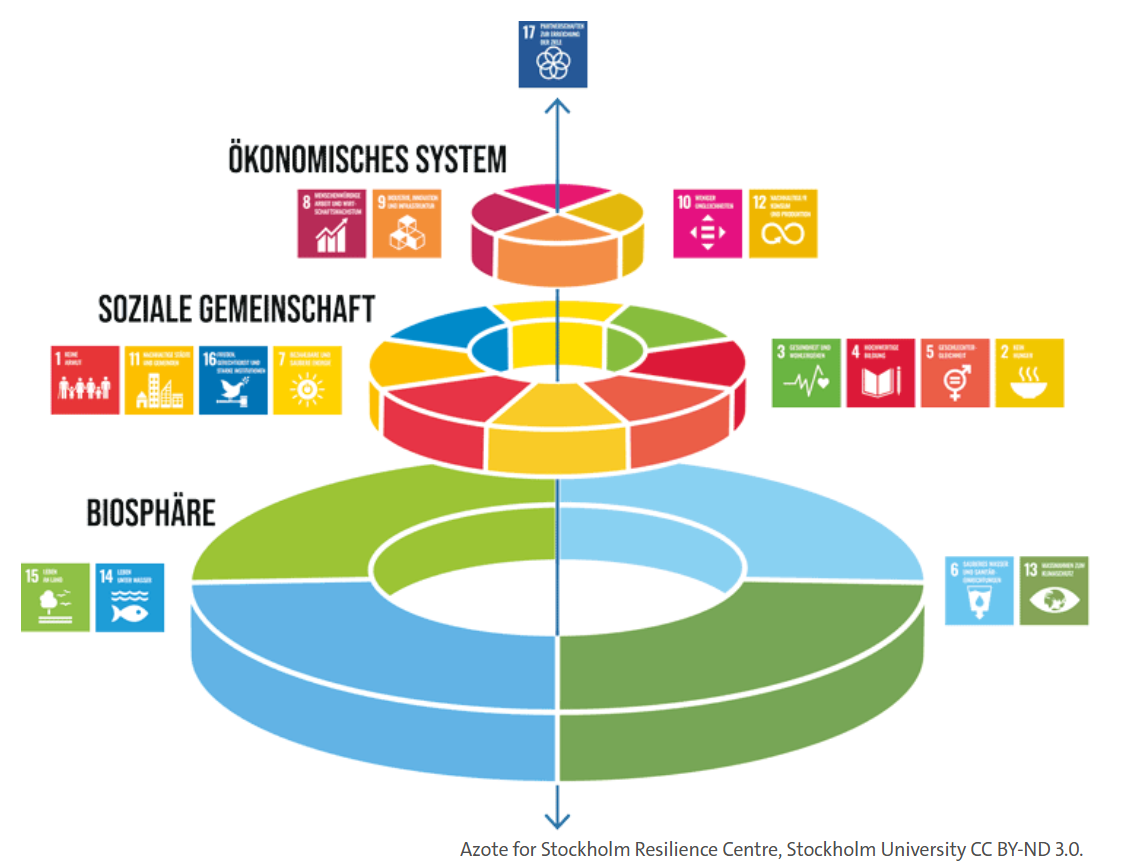 17 PARTNERSCHAFTEN
ZUR ERREICHUNG
DER ZIELE
ÖKONOMISCHES SYSTEM
8 MENSCHENWÜRDIGE
ARBEIT UND WIRT-
SCHAFTSWACHSTUM
9 INDUSTRIE, INNOVATION
UND INFRASTRUKTUR
10 WENIGER
UNGLEICHHEITEN
12 NACHHALTIGE/R
KONSUM
UND PRODUKTION
SOZIALE GEMEINSCHAFT
1 KEINE
ARMUT
11 NACHHALTIGE STÄDTE
UND GEMEINDEN
16 FRIEDEN,
GERECHTIGKEIT UND
STARKE INSTITUTIONEN
7 BEZAHLBARE UND
SAUBERE ENERGIE
3 GESUNDHEIT UND
WOHLERGEHEN
4 HOCHWERTIGE
BILDUNG
5 GESCHLECHTER-
GLEICHHEIT
2 KEIN
HUNGER
BIOSPHÄRE
15 LEBEN
AN LAND
14 LEBEN
UNTER WASSER
6 SAUBERES WASSER
UND SANITÄR-
EINRICHTUNGEN
13 MASSNAHMEN ZUM
KLIMASCHUTZ
Azote for Stockholm Resilience Centre, Stockholm University CC BY-ND 3.0.